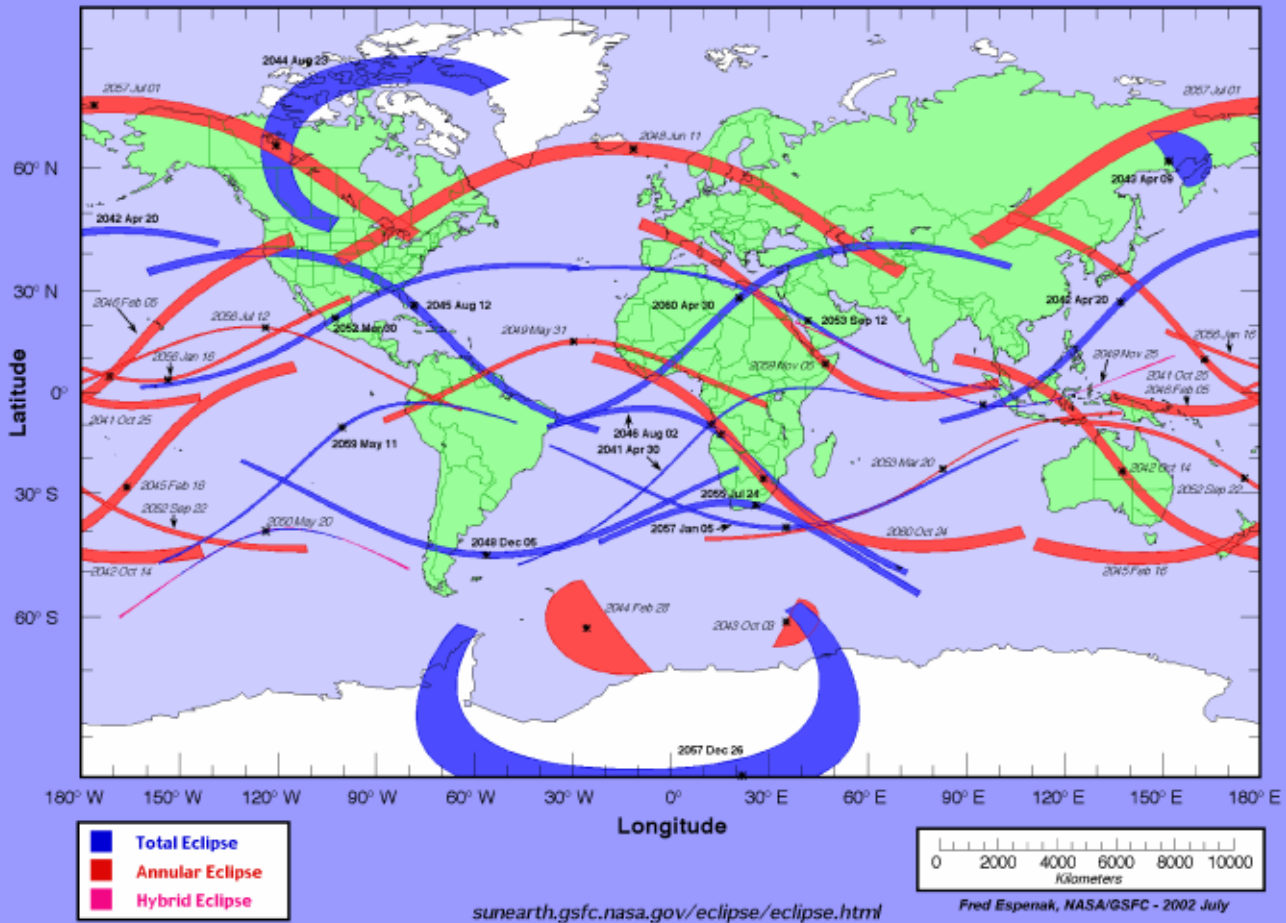 2044 Aug 23
2057 Jul 01
2057 Jul 01
2048 Jun 11
60° N
2043 Apr 09
2042 Apr 20
30° N
2046 Feb 05
2056 Jul 12
2045 Aug 12
2052 Mar 30
2060 Apr 30
2053 Sep 12
2042 Apr 20
2049 May 31
2056 Jan 16
2056 Jan 16
2059 Nov 05
2049 Nov 25
2041 Oct 25
2046 Feb 05
Latitude
0°
2041 Oct 25
2059 May 11
2046 Aug 02
2041 Apr 30
2053 Mar 20
2042 Oct 14
2052 Sep 22
30° S
2045 Feb 16
2052 Sep 22
2050 May 20
2055 Jul 24
2057 Jan 05
2048 Dec 05
2060 Oct 24
2042 Oct 14
2045 Feb 16
60° S
2044 Feb 28
2043 Oct 03
2057 Dec 26
180° W 150° W 120° W 90° W 60° W 30° W 0° 30° E 60° E 90° E 120° E 150° E 180° E
Longitude
Total Eclipse
Annular Eclipse
Hybrid Eclipse
0 2000 4000 6000 8000 10000
Kilometers
sunearth.gsfc.nasa.gov/eclipse/eclipse.html
Fred Espenak, NASA/GSFC - 2002 July